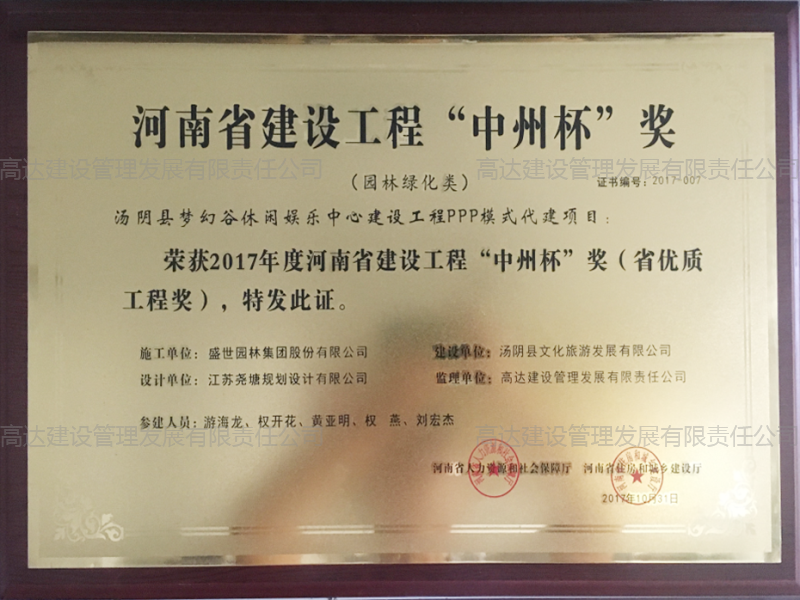 河南省建设工程“中州杯”奖
（园林绿化类）
证书编号：2017-007
汤阴县梦幻谷休闲娱乐中心建设工程PPP模式代建项目：
荣获2017年度河南省建设工程“中州杯”奖（省优质
工程奖），特发此证。
施工单位：盛世园林集团股份有限公司
建设单位：汤阴县文化旅游发展有限公司
设计单位：江苏尧塘规划设计有限公司
监理单位：高达建设管理发展有限责任公司
参建人员：游海龙、权开花、黄亚明、权　燕、刘宏杰
河南省人力资源和社会保障厅
河南省住房和城乡建设厅
2017年10月31日
高达建设管理发展有限责任公司
高达建设管理发展有限责任公司
高达建设管理发展有限责任公司
高达建设管理发展有限责任公司